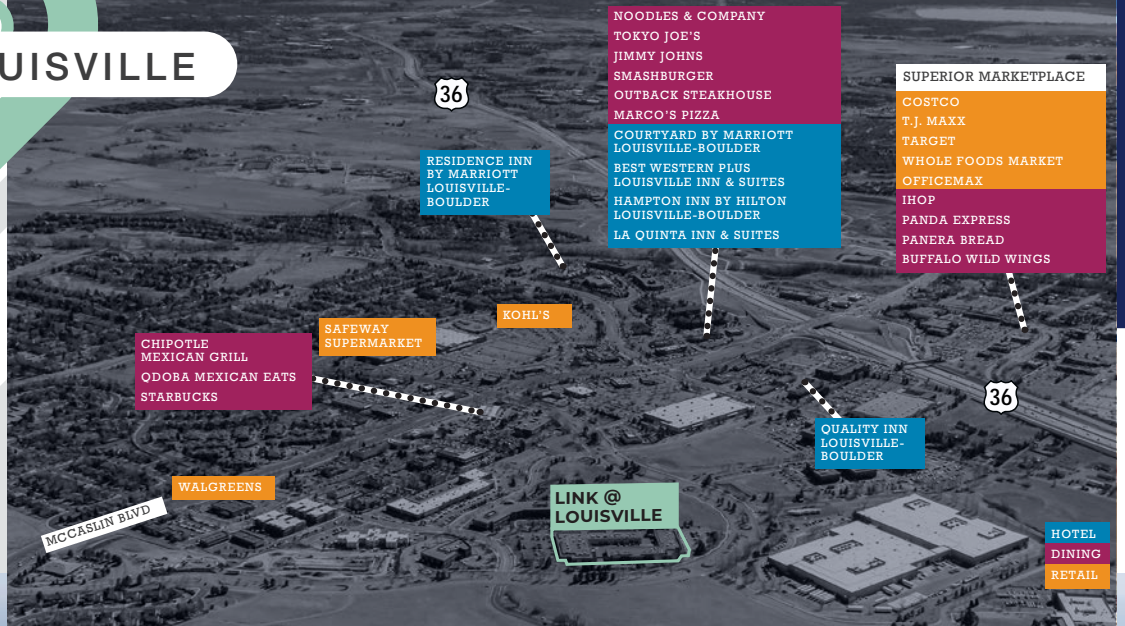 UISVILLE
36
NOODLES & COMPANY
TOKYO JOE'S
JIMMY JOHNS
SMASHBURGER
OUTBACK STEAKHOUSE
MARCO'S PIZZA
COURTYARD BY MARRIOTT
LOUISVILLE-BOULDER
BEST WESTERN PLUS
LOUISVILLE INN & SUITES
HAMPTON INN BY HILTON
LOUISVILLE-BOULDER
LA QUINTA INN & SUITES
SUPERIOR MARKETPLACE
COSTCO
T.J. MAXX
TARGET
WHOLE FOODS MARKET
OFFICEMAX
IHOP
PANDA EXPRESS
PANERA BREAD
BUFFALO WILD WINGS
RESIDENCE INN
BY MARRIOTT
LOUISVILLE-
BOULDER
KOHL'S
SAFEWAY
SUPERMARKET
CHIPOTLE
MEXICAN GRILL
QDOBA MEXICAN EATS
STARBUCKS
36
QUALITY INN
LOUISVILLE-
BOULDER
WALGREENS
MCCASLIN BLVD
LINK @
LOUISVILLE
HOTEL
DINING
RETAIL